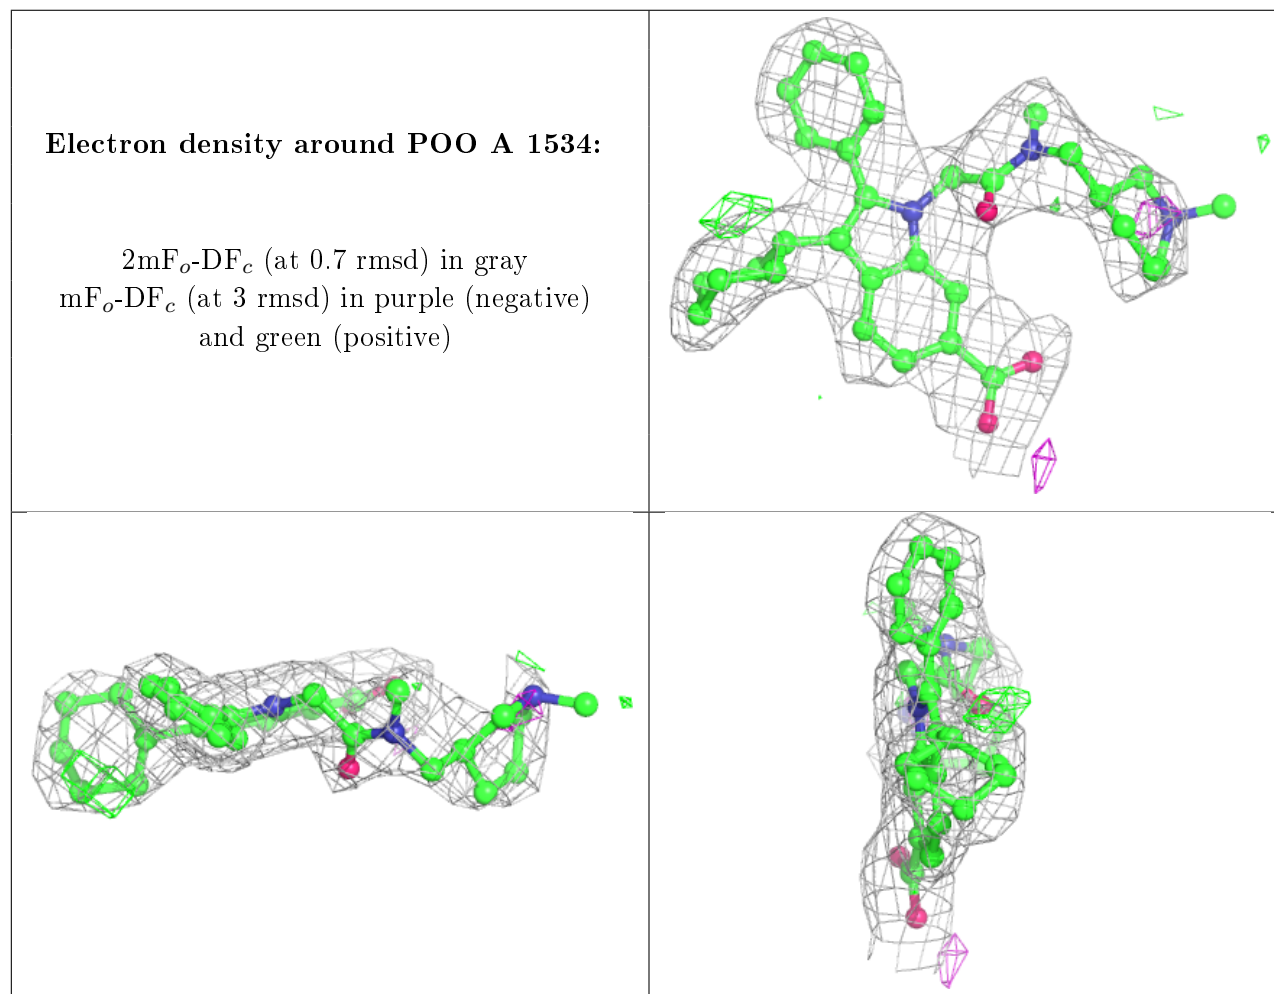 Electron density around POO A 1534:
2mFo-DFc (at 0.7 rmsd) in gray
mFo-DFc (at 3 rmsd) in purple (negative)
and green (positive)